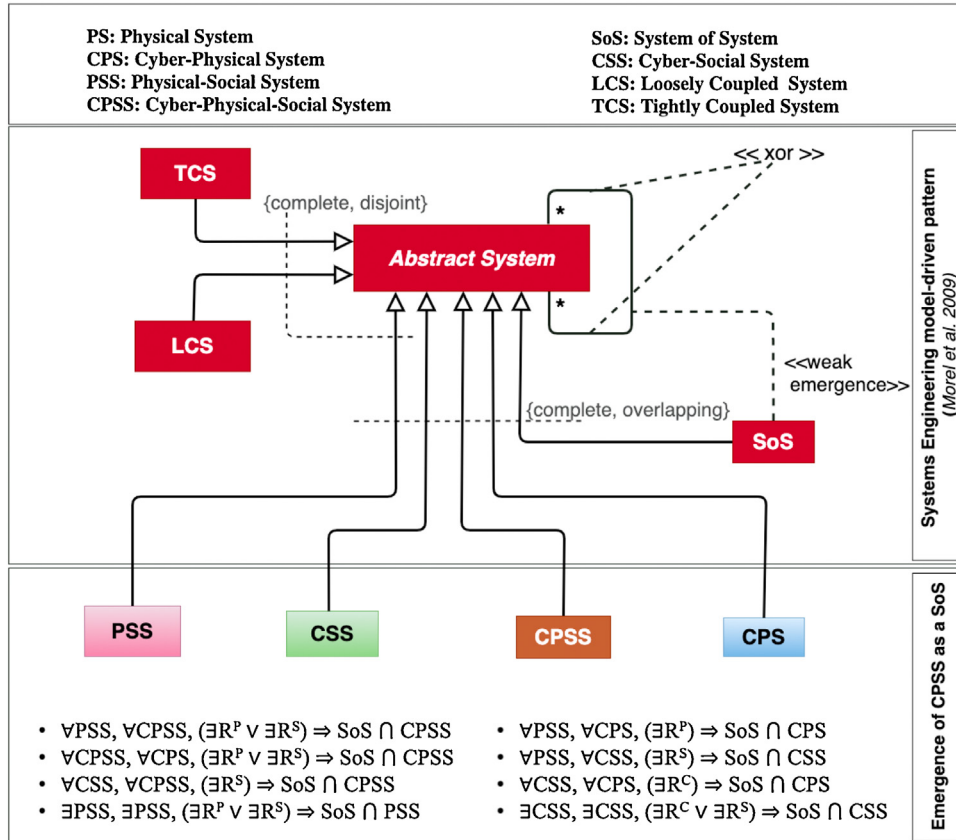 PS: Physical System
CPS: Cyber-Physical System
PSS: Physical-Social System
CPSS: Cyber-Physical-Social System
SoS: System of System
CSS: Cyber-Social System
LCS: Loosely Coupled System
TCS: Tightly Coupled System
<< xor >>
TCS
{complete, disjoint}
*
Abstract System
*
LCS
<<weak
emergence>>
{complete, overlapping}
SoS
Systems Engineering model-driven pattern
(Morel et al. 2009)
PSS
CSS
CPSS
CPS
• ∀PSS, ∀CPSS, (∃Rᴾ ∨ ∃Rˢ) ⇒ SoS ⋂ CPSS
• ∀CPSS, ∀CPS, (∃Rᴾ ∨ ∃Rˢ) ⇒ SoS ⋂ CPSS
• ∀CSS, ∀CPSS, (∃Rˢ) ⇒ SoS ⋂ CPSS
• ∃PSS, ∃PSS, (∃Rᴾ ∨ ∃Rˢ) ⇒ SoS ⋂ PSS
• ∀PSS, ∀CPS, (∃Rᴾ) ⇒ SoS ⋂ CPS
• ∀PSS, ∀CSS, (∃Rˢ) ⇒ SoS ⋂ CSS
• ∀CSS, ∀CPS, (∃Rᶜ) ⇒ SoS ⋂ CPS
• ∃CSS, ∃CSS, (∃Rᶜ ∨ ∃Rˢ) ⇒ SoS ⋂ CSS
Emergence of CPSS as a SoS